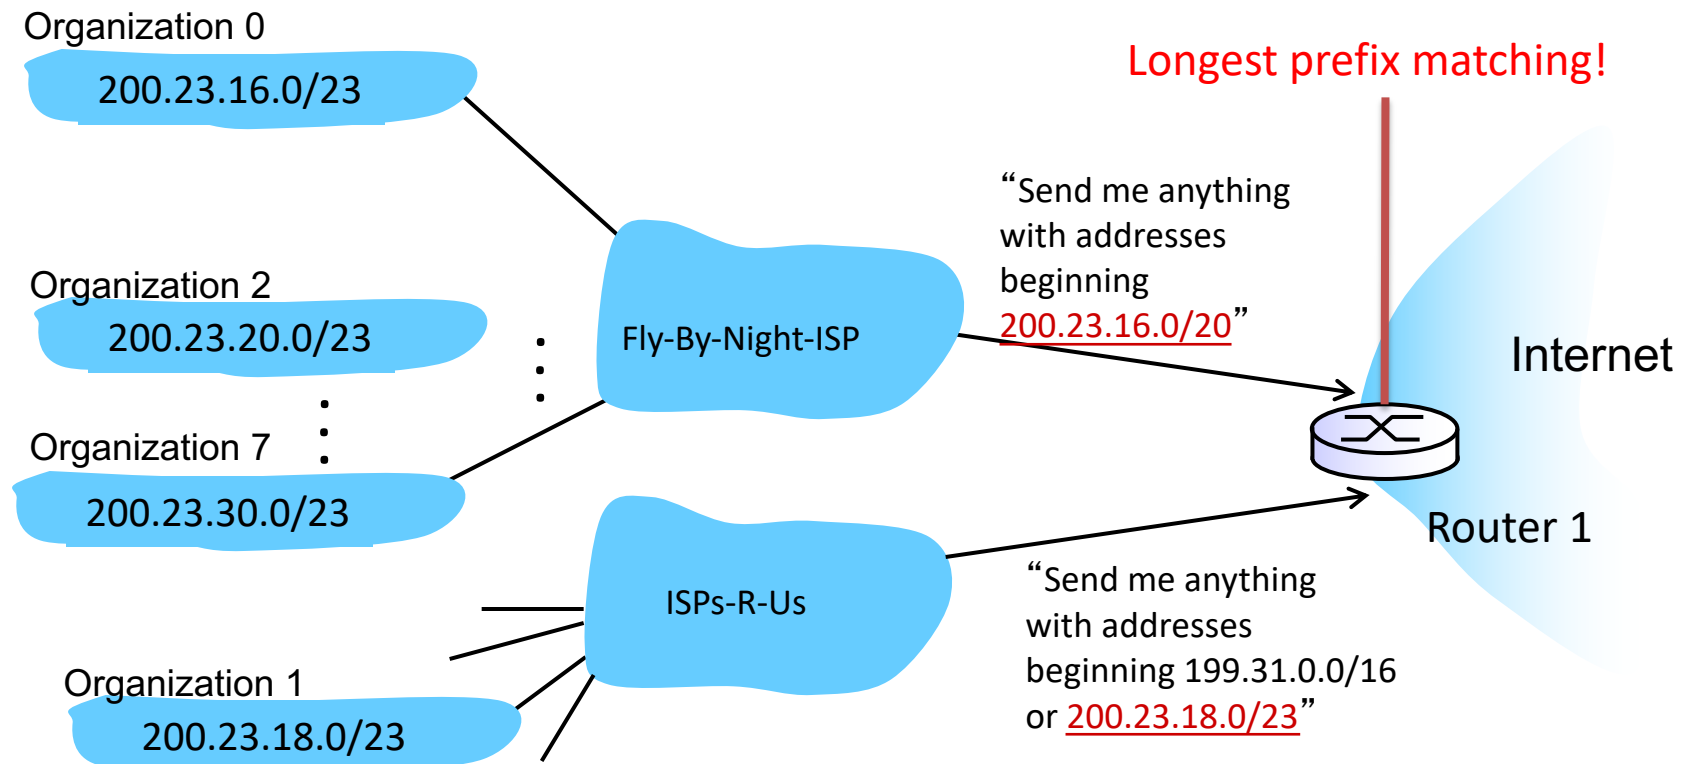 Organization 0
200.23.16.0/23
Organization 2
200.23.20.0/23
Organization 7
200.23.30.0/23
Organization 1
200.23.18.0/23
Fly-By-Night-ISP
ISPs-R-Us
“Send me anything
with addresses
beginning
200.23.16.0/20”
“Send me anything
with addresses
beginning 199.31.0.0/16
or 200.23.18.0/23”
Longest prefix matching!
Internet
Router 1